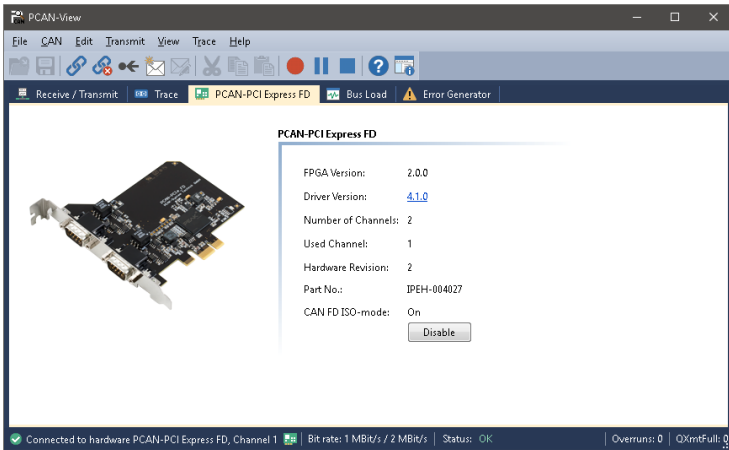 PCAN-View
File CAN Edit Transmit View Trace Help
Receive / Transmit Trace PCAN-PCI Express FD Bus Load Error Generator
PCAN-PCI Express FD
FPGA Version: 2.0.0
Driver Version: 4.1.0
Number of Channels: 2
Used Channel: 1
Hardware Revision: 2
Part No.: IPEH-004027
CAN FD ISO-mode: On
Disable
Connected to hardware PCAN-PCI Express FD, Channel 1 Bit rate: 1 MBit/s / 2 MBit/s Status: OK Overruns: 0 QXmtFull: 0